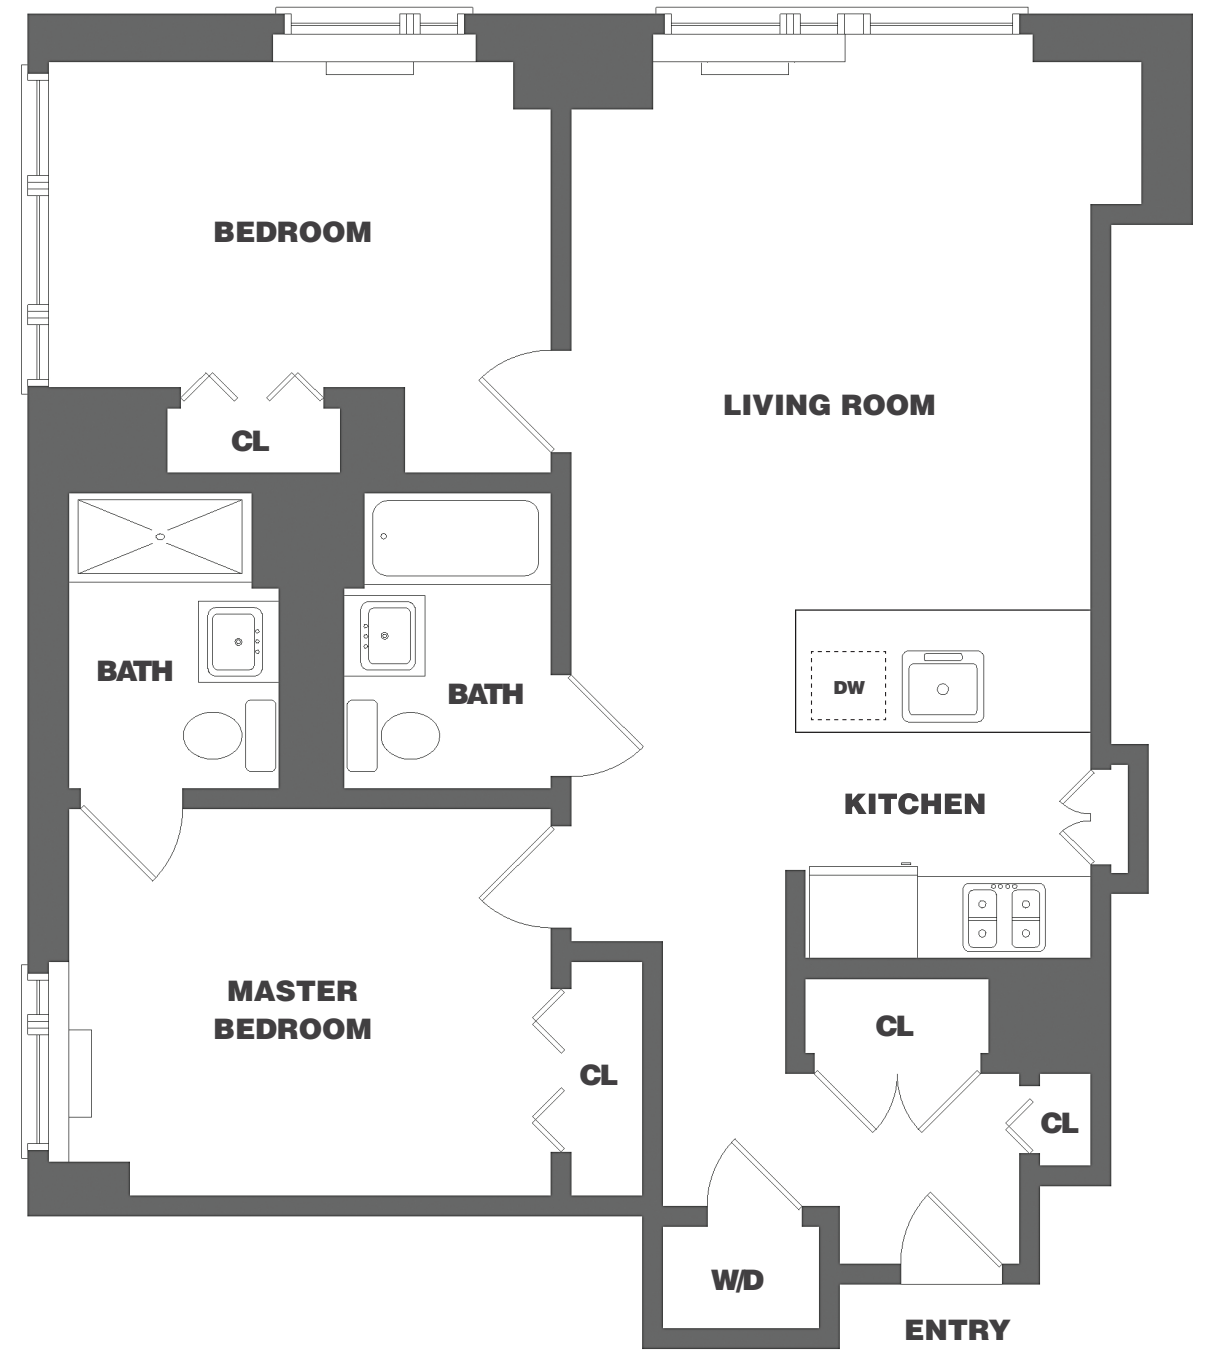 BEDROOM
LIVING ROOM
CL
BATH
BATH
DW
KITCHEN
MASTER
BEDROOM
CL
CL
CL
W/D
ENTRY